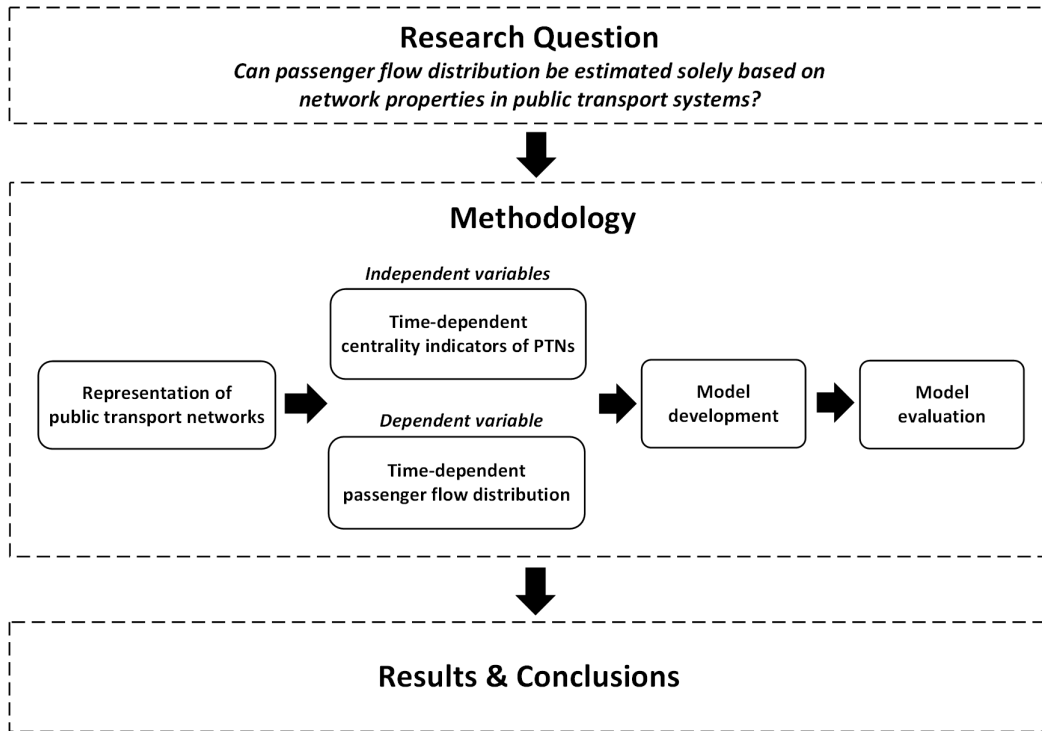 Research Question
Can passenger flow distribution be estimated solely based on
network properties in public transport systems?
Methodology
Representation of
public transport networks
Independent variables
Time-dependent
centrality indicators of PTNs
Dependent variable
Time-dependent
passenger flow distribution
Model
development
Model
evaluation
Results & Conclusions